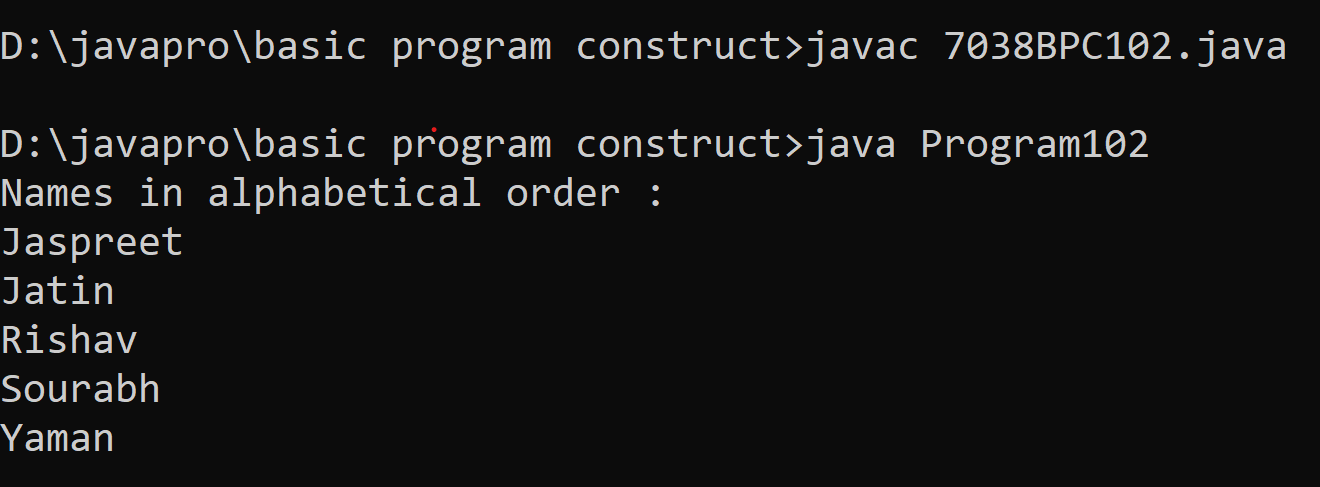 D:\javapro\basic program construct>javac 7038BPC102.java
D:\javapro\basic program construct>java Program102
Names in alphabetical order :
Jaspreet
Jatin
Rishav
Sourabh
Yaman